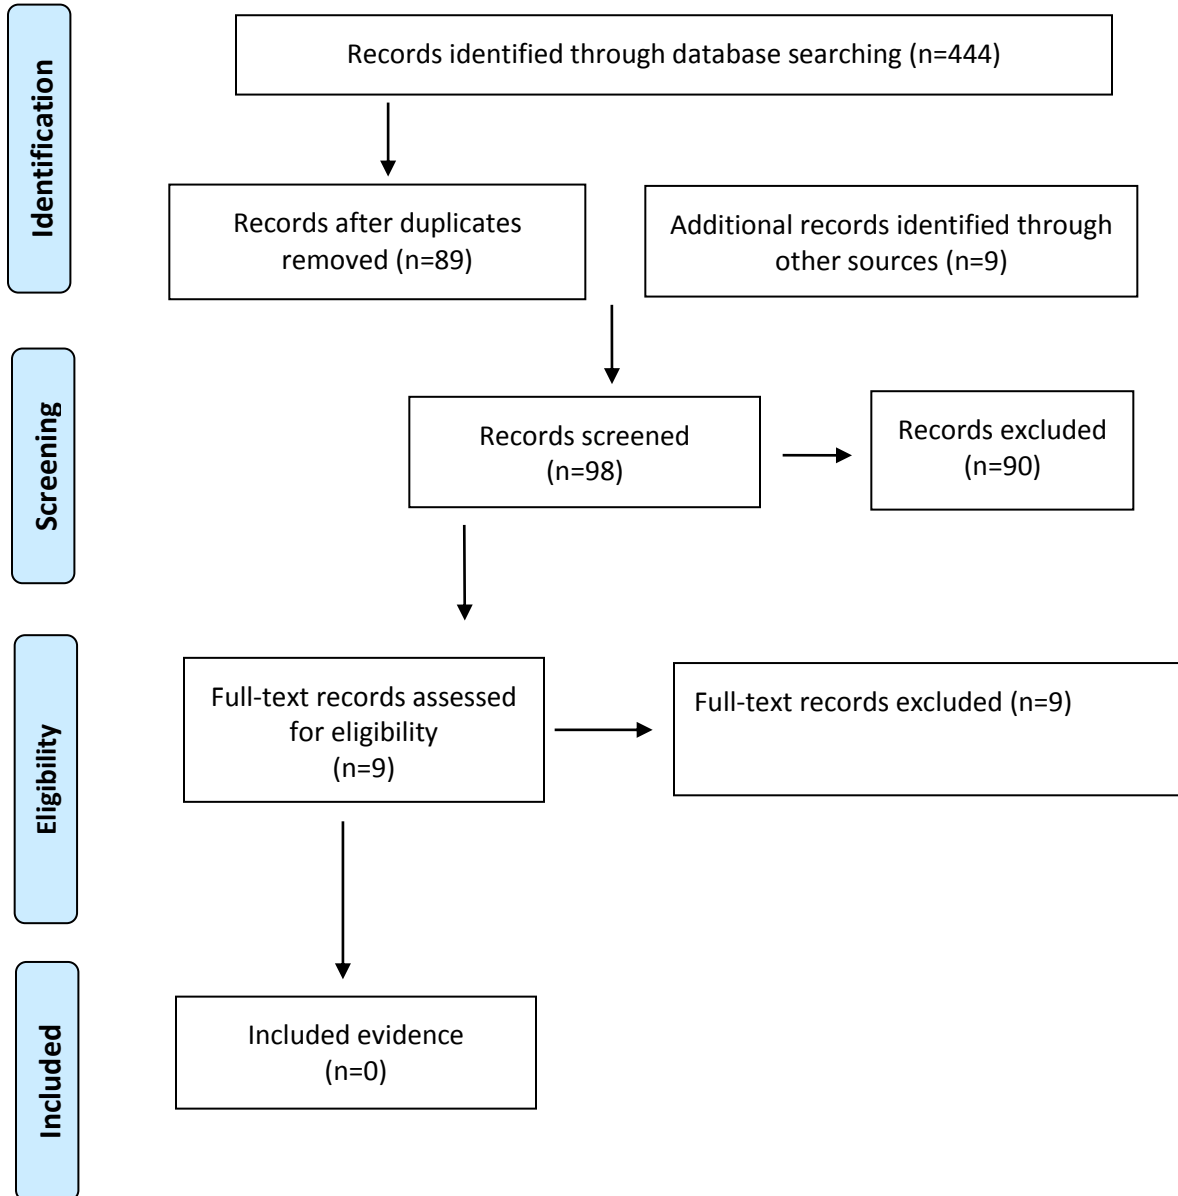 Identification
Records identified through database searching (n=444)
Records after duplicates
removed (n=89)
Additional records identified through
other sources (n=9)
Screening
Records screened
(n=98)
Records excluded
(n=90)
Eligibility
Full-text records assessed
for eligibility
(n=9)
Full-text records excluded (n=9)
Included
Included evidence
(n=0)